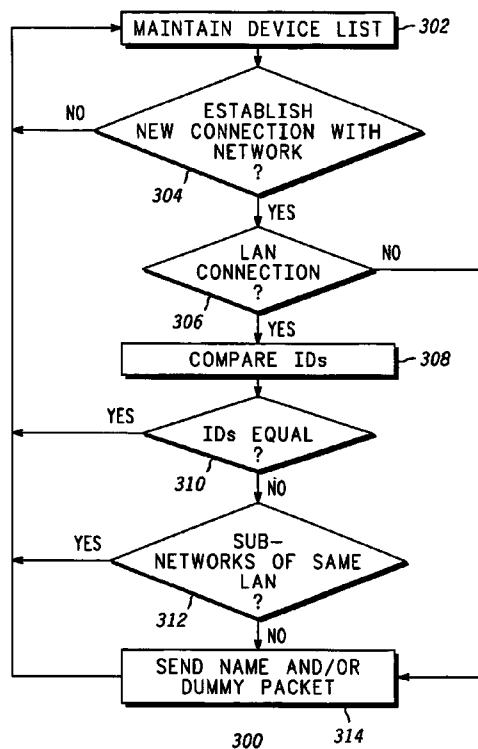 MAINTAIN DEVICE LIST
302
NO
ESTABLISH
NEW CONNECTION WITH
NETWORK
?
304
YES
LAN
CONNECTION
?
NO
306
YES
COMPARE IDs
308
YES
IDs EQUAL
?
310
NO
YES
SUB-
NETWORKS OF SAME
LAN
?
312
NO
SEND NAME AND/OR
DUMMY PACKET
314
300